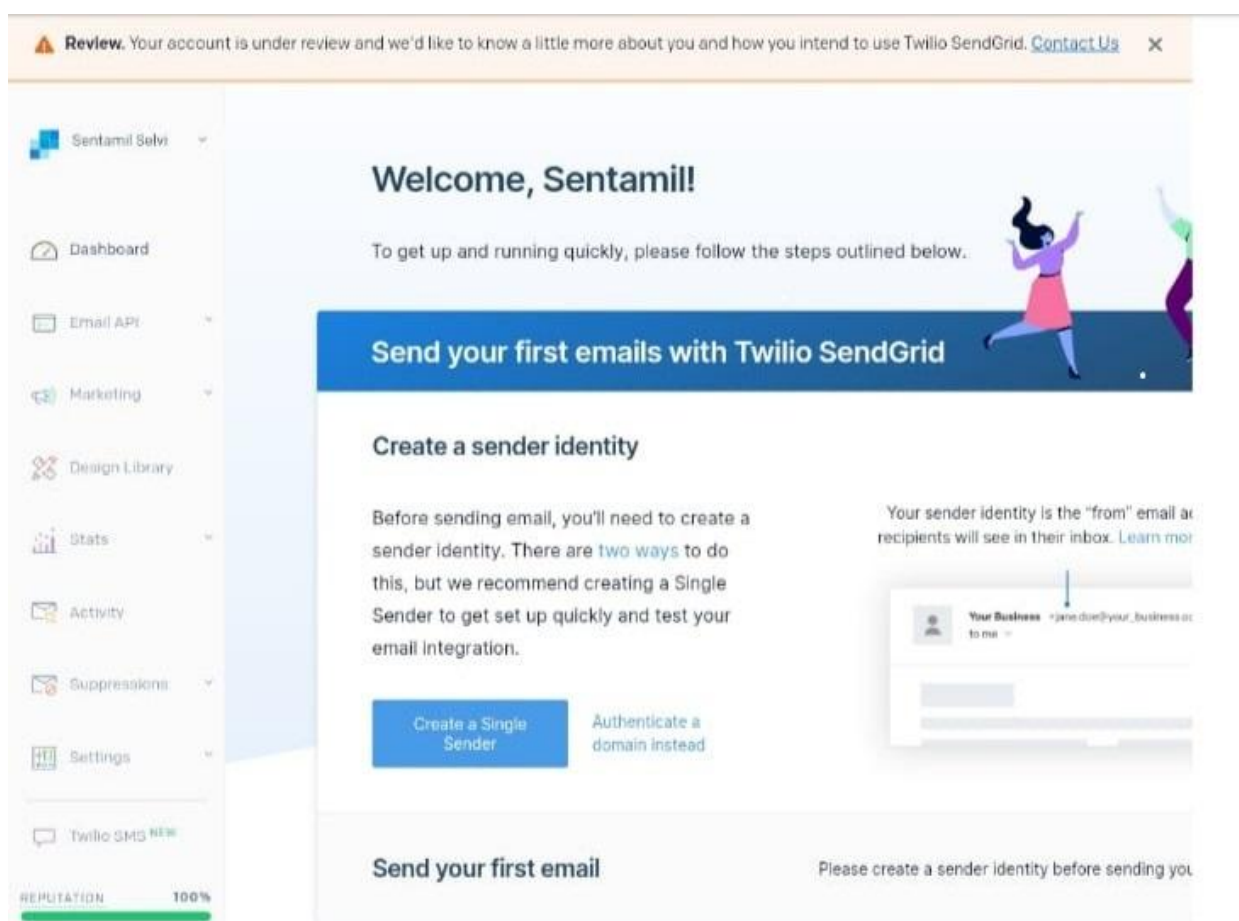 Review. Your account is under review and we'd like to know a little more about you and how you intend to use Twilio SendGrid. Contact Us
Sentamil Selvi
Welcome, Sentamil!
Dashboard
To get up and running quickly, please follow the steps outlined below.
Email API
Send your first emails with Twilio SendGrid
Marketing
Create a sender identity
Design Library
Before sending email, you'll need to create a
sender identity. There are two ways to do
this, but we recommend creating a Single
Sender to get set up quickly and test your
email integration.
Your sender identity is the "from" email
recipients will see in their inbox. Learn
Stats
Activity
Your Business
to me
Suppressions
Create a Single
Sender
Authenticate a
domain instead
Settings
Twilio SMS NEW
Send your first email
Please create a sender identity before sending
REPUTATION 100%